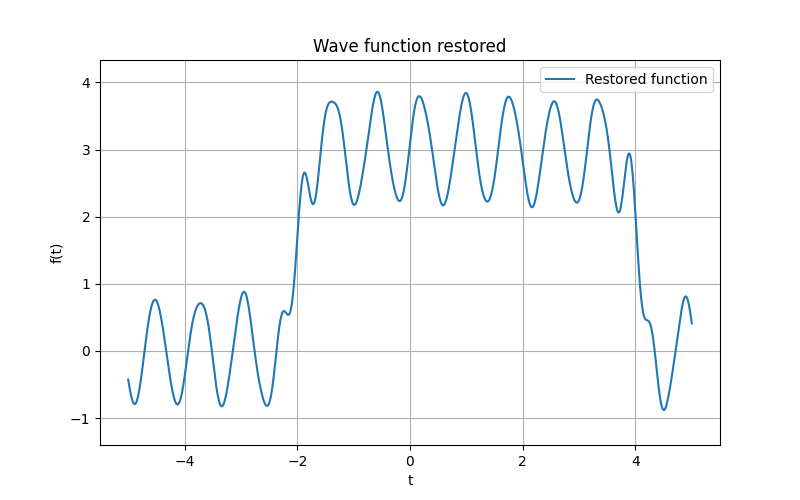 Wave function restored
Restored function
4
3
2
1
0
−1
f(t)
−4
−2
0
2
4
t